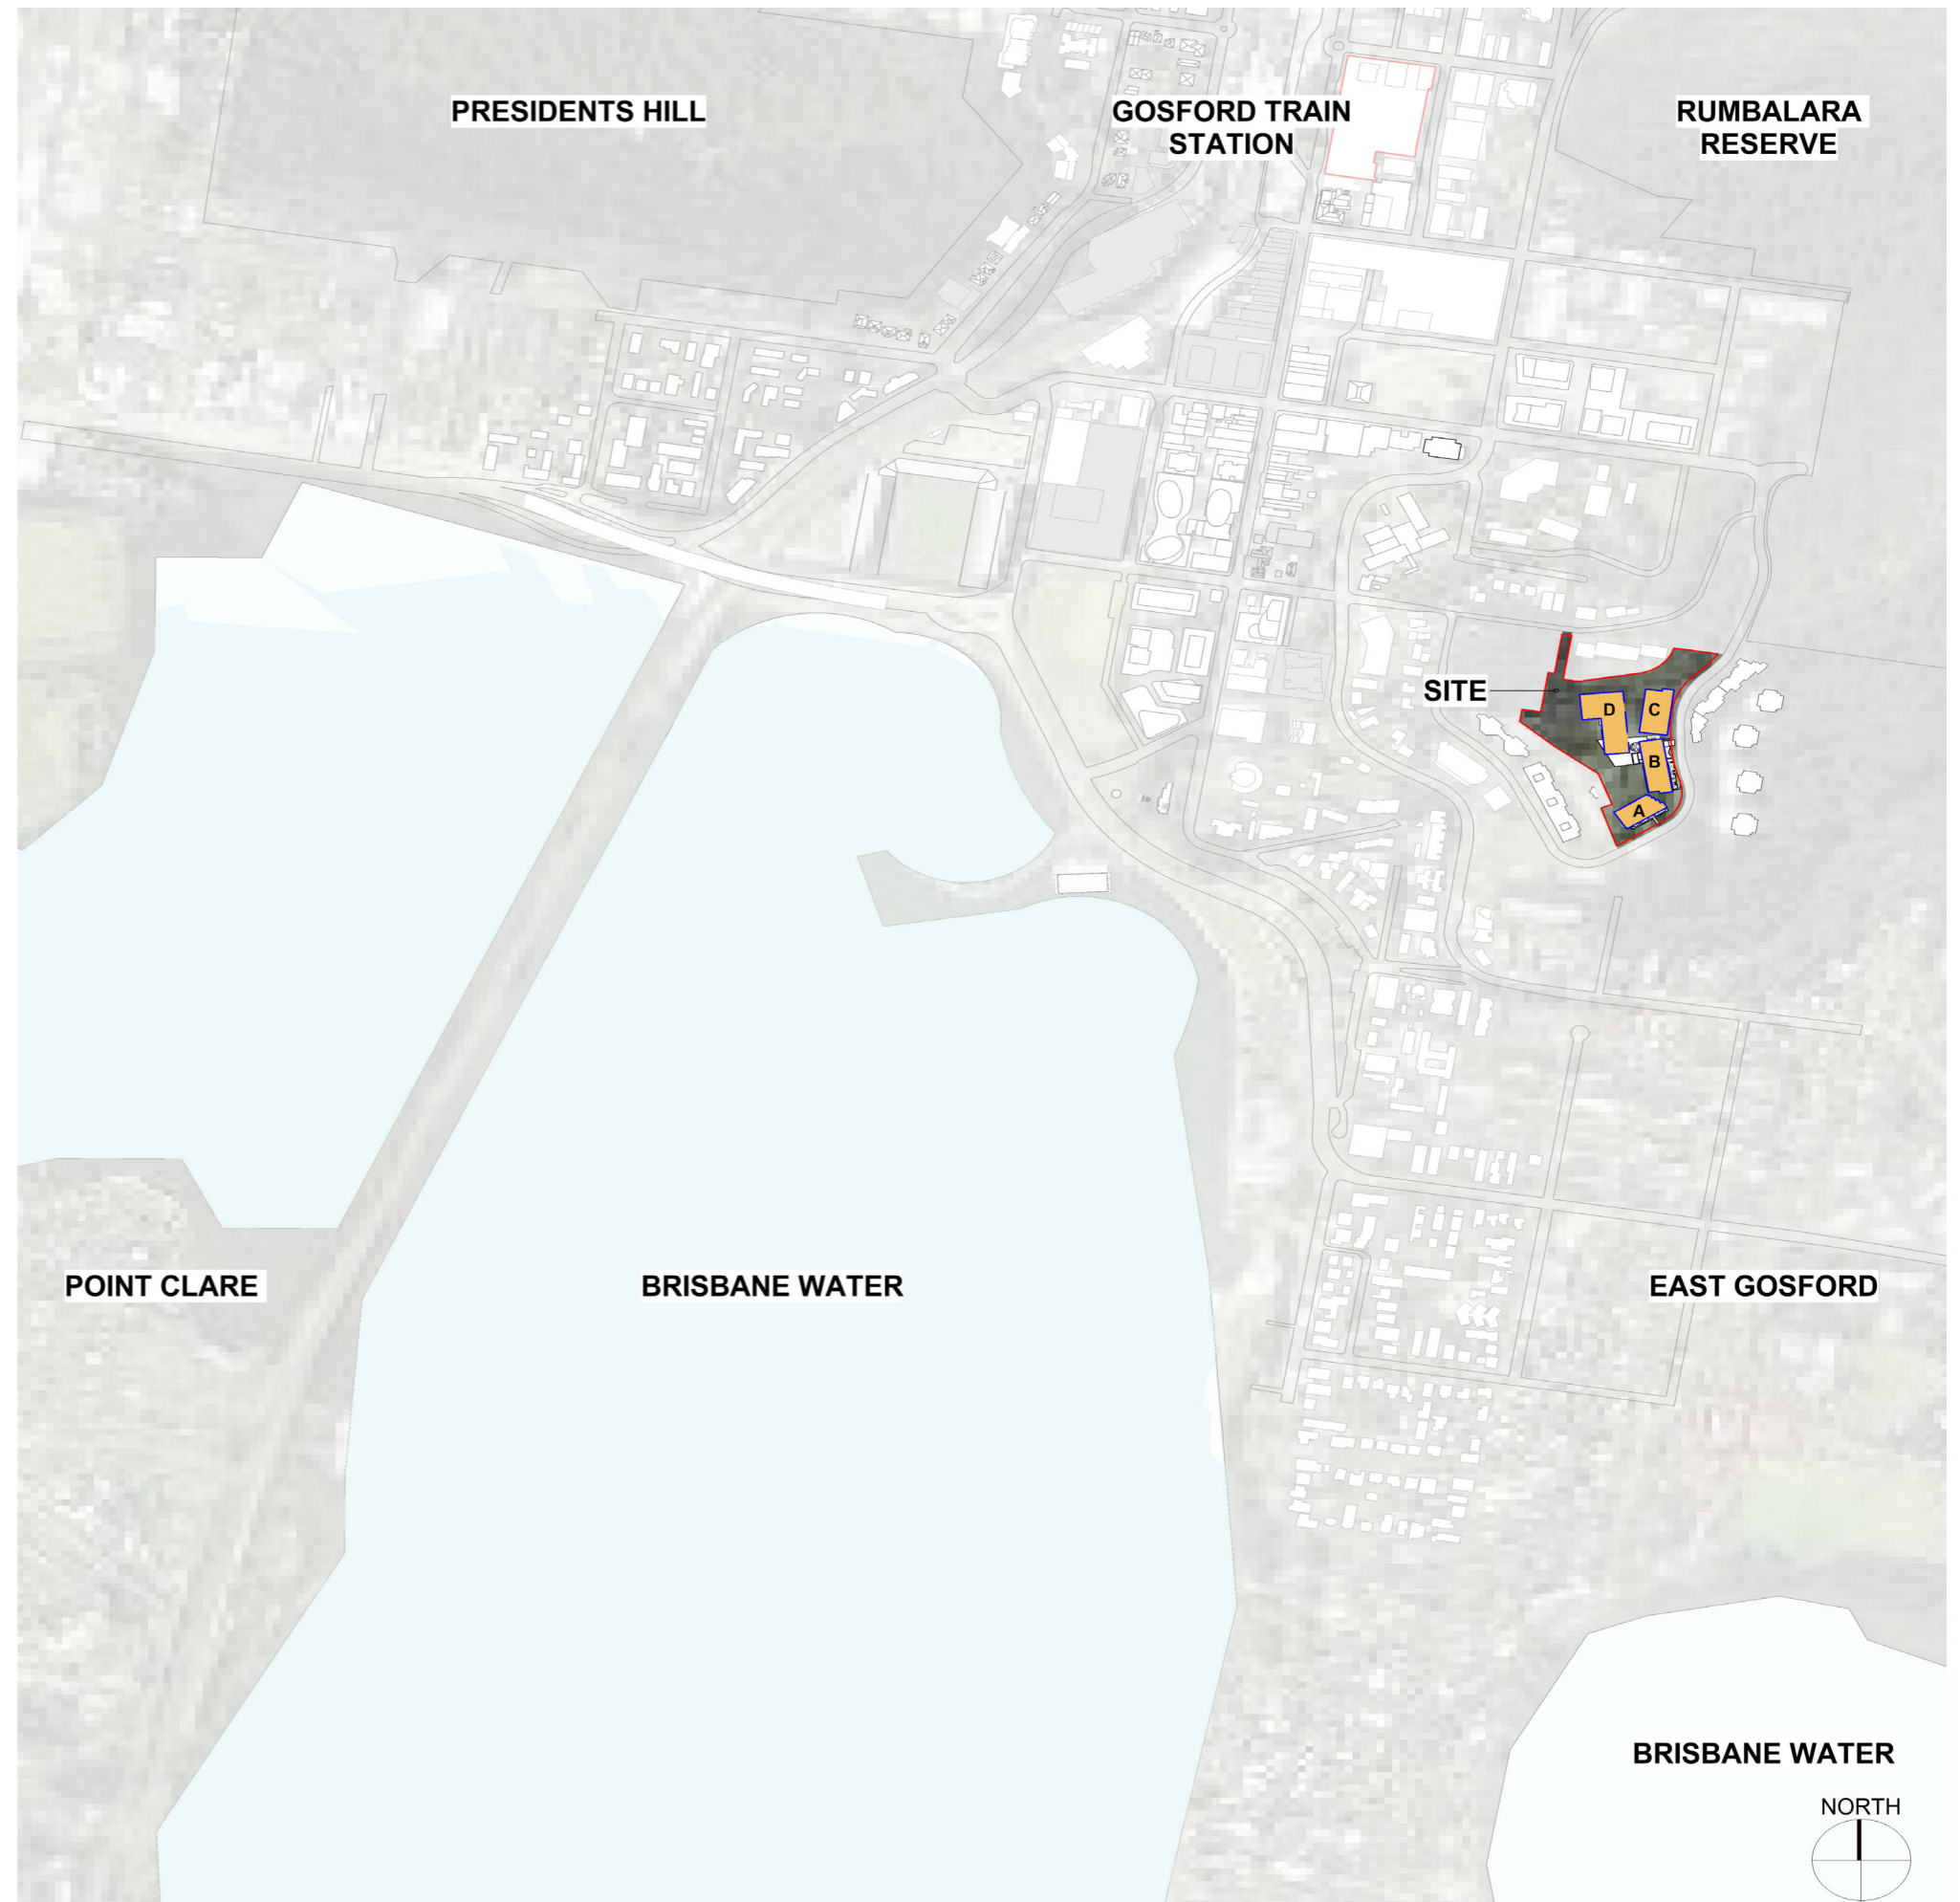 PRESIDENTS HILL
GOSFORD TRAIN
STATION
RUMBALARA
RESERVE
SITE
D
C
B
A
POINT CLARE
BRISBANE WATER
EAST GOSFORD
BRISBANE WATER
NORTH